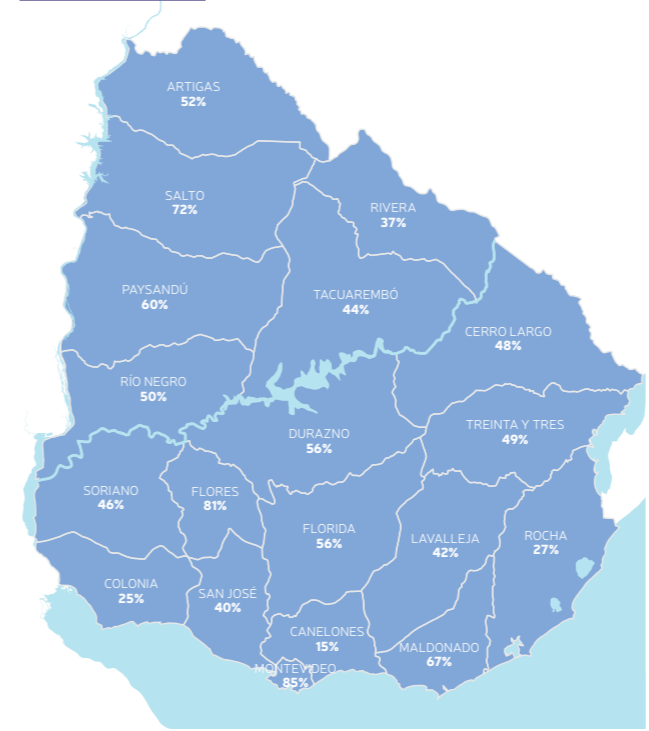 ARTIGAS
52%
SALTO
72%
RIVERA
37%
PAYSANDÚ
60%
TACUAREMBÓ
44%
CERRO LARGO
48%
RÍO NEGRO
50%
DURAZNO
56%
TREINTA Y TRES
49%
SORIANO
46%
FLORES
81%
FLORIDA
56%
LAVALLEJA
42%
ROCHA
27%
COLONIA
25%
SAN JOSÉ
40%
CANELONES
15%
MALDONADO
67%
MONTEVIDEO
85%